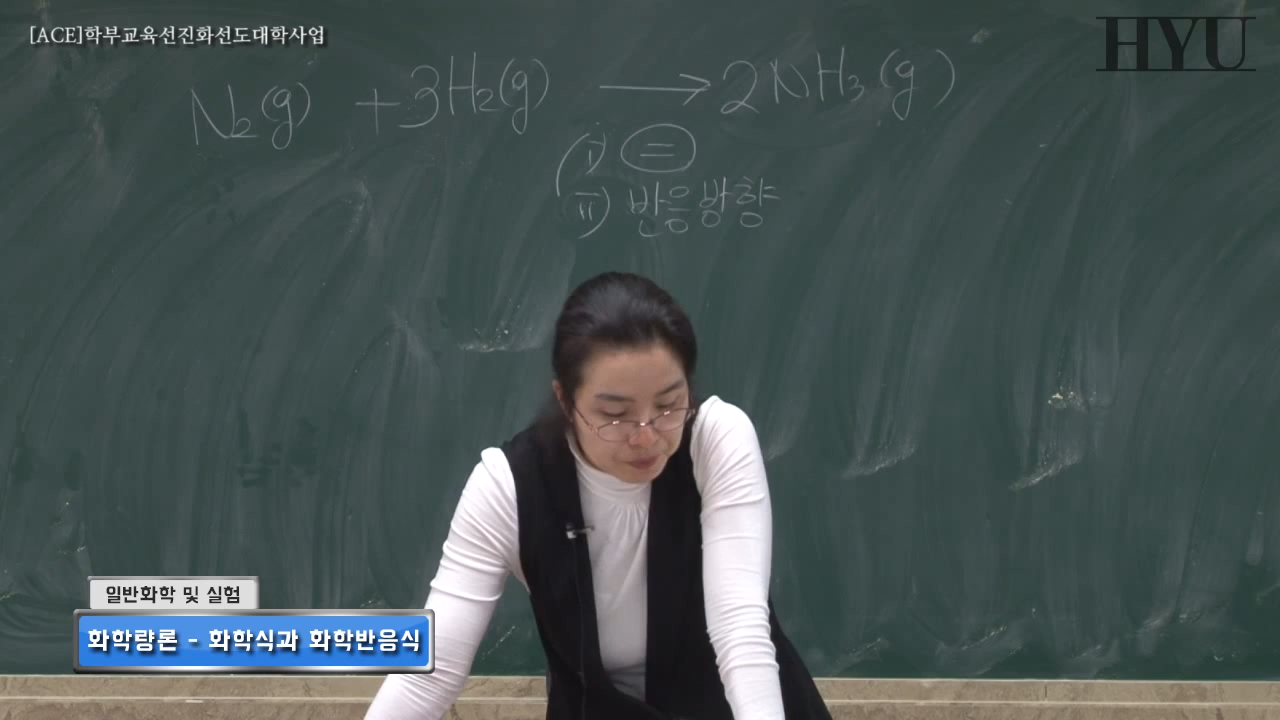 [ACE]학부교육선진화선도대학사업
HYU
N₂(g) + 3H₂(g) → 2NH₃(g)
i) =
ii) 반응방향
일반화학 및 실험
화학량론 - 화학식과 화학반응식